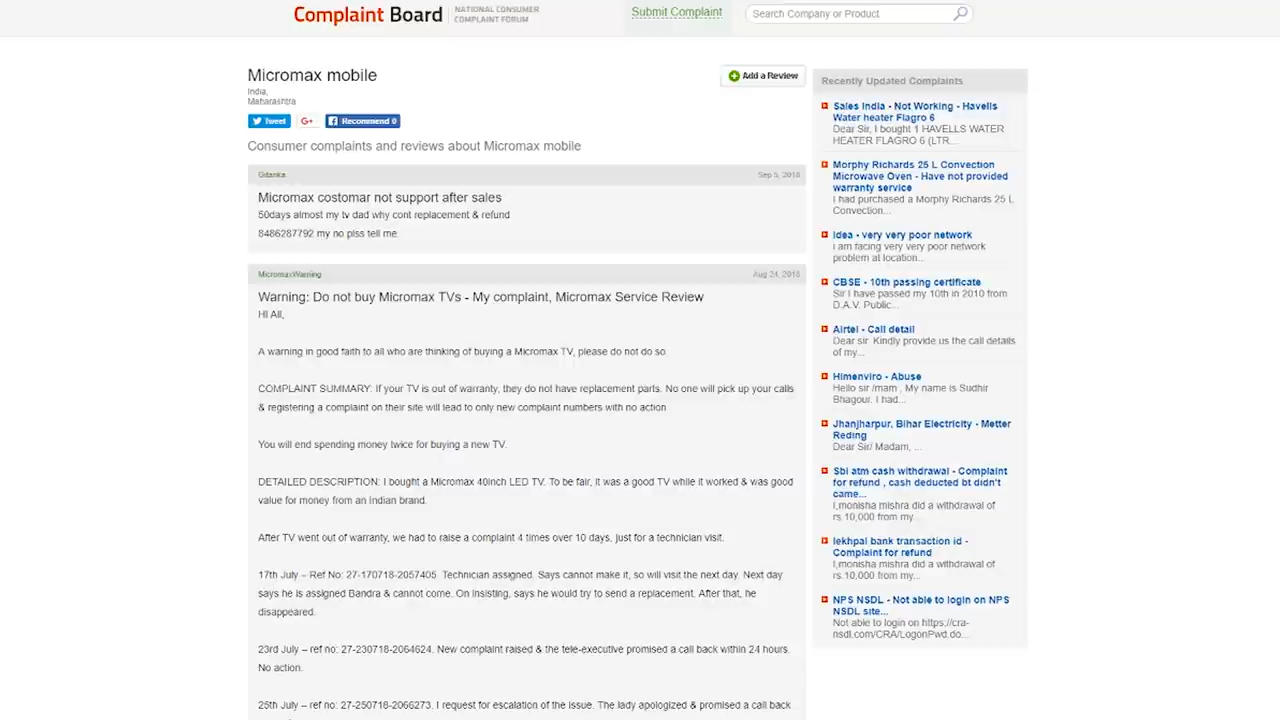 Complaint Board
NATIONAL CONSUMER
COMPLAINT FORUM
Submit Complaint
Search Company or Product
Micromax mobile
India,
Maharashtra
Add a Review
Tweet
G+
Recommend 0
Consumer complaints and reviews about Micromax mobile
Gitanka
Sep 5, 2018
Micromax costomar not support after sales
50days almost my tv dad why cont replacement & refund
8486287792 my no plss tell me
MicromaxWarning
Aug 24, 2018
Warning: Do not buy Micromax TVs - My complaint, Micromax Service Review
HI All,
A warning in good faith to all who are thinking of buying a Micromax TV, please do not do so.
COMPLAINT SUMMARY: If your TV is out of warranty, they do not have replacement parts. No one will pick up your calls
& registering a complaint on their site will lead to only new complaint numbers with no action
You will end spending money twice for buying a new TV.
DETAILED DESCRIPTION: I bought a Micromax 40inch LED TV. To be fair, it was a good TV while it worked & was good
value for money from an Indian brand.
After TV went out of warranty, we had to raise a complaint 4 times over 10 days, just for a technician visit.
17th July – Ref No: 27-170718-2057405 Technician assigned. Says cannot make it, so will visit the next day. Next day
says he is assigned Bandra & cannot come. On insisting, says he would try to send a replacement. After that, he
disappeared.
23rd July – ref no: 27-230718-2064624. New complaint raised & the tele-executive promised a call back within 24 hours.
No action.
25th July – ref no: 27-250718-2066273. I request for escalation of the issue. The lady apologized & promised a call back
Recently Updated Complaints
Sales India - Not Working - Havells
Water heater Flagro 6
Dear Sir, I bought 1 HAVELLS WATER
HEATER FLAGRO 6 (LTR...
Morphy Richards 25 L Convection
Microwave Oven - Have not provided
warranty service
I had purchased a Morphy Richards 25 L
Convection...
Idea - very very poor network
I am facing very very poor network
problem at location...
CBSE - 10th passing certificate
Sir I have passed my 10th in 2010 from
D.A.V. Public...
Airtel - Call detail
Dear sir Kindly provide us the call details
of my...
Himenviro - Abuse
Hello sir /mam , My name is Sudhir
Bhagour. I had...
Jhanjharpur, Bihar Electricity - Metter
Reding
Dear Sir/ Madam, ...
Sbi atm cash withdrawal - Complaint
for refund , cash deducted bt didn't
came...
I,monisha mishra did a withdrawal of
rs.10,000 from my...
lekhpal bank transaction id -
Complaint for refund
I,monisha mishra did a withdrawal of
rs.10,000 from my...
NPS NSDL - Not able to login on NPS
NSDL site...
Not able to login on https://cra-
nsdl.com/CRA/LogonPwd.do...